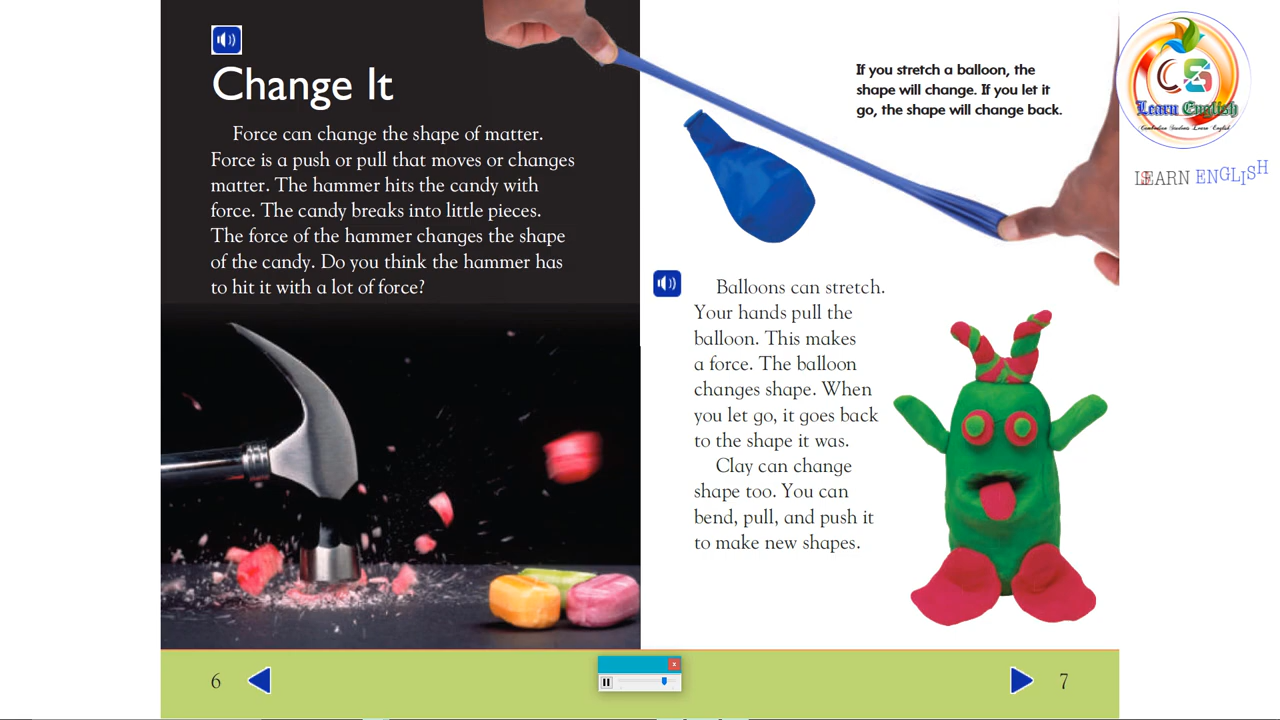 Change It
Force can change the shape of matter.
Force is a push or pull that moves or changes
matter. The hammer hits the candy with
force. The candy breaks into little pieces.
The force of the hammer changes the shape
of the candy. Do you think the hammer has
to hit it with a lot of force?
If you stretch a balloon, the
shape will change. If you let it
go, the shape will change back.
Balloons can stretch.
Your hands pull the
balloon. This makes
a force. The balloon
changes shape. When
you let go, it goes back
to the shape it was.
Clay can change
shape too. You can
bend, pull, and push it
to make new shapes.
6
7
CS
Learn English
Cambodian Students Learn English
LEARN ENGLISH
x